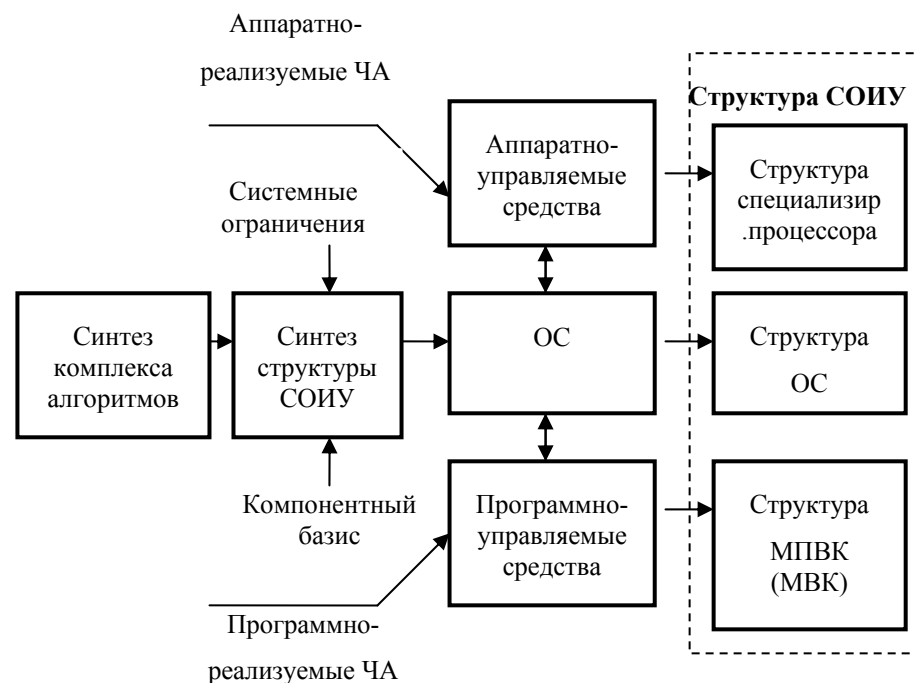 Аппаратно-
реализуемые ЧА
Структура СОИУ
Аппаратно-
управляемые
средства
Структура
специализир
.процессора
Системные
ограничения
Синтез
комплекса
алгоритмов
Синтез
структуры
СОИУ
ОС
Структура
ОС
Компонентный
базис
Программно-
управляемые
средства
Структура
МПВК
(МВК)
Программно-
реализуемые ЧА